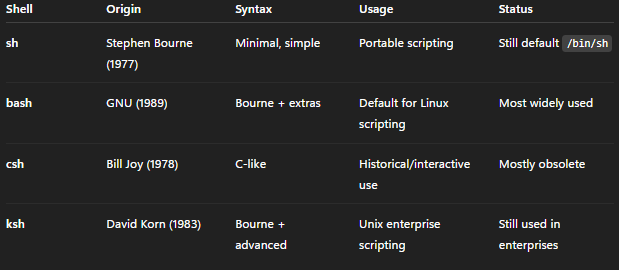 Shell Origin Syntax Usage Status
sh Stephen Bourne Minimal, simple Portable scripting Still default /bin/sh
(1977)
bash GNU (1989) Bourne + extras Default for Linux Most widely used
scripting
csh Bill Joy (1978) C-like Historical/interactive Mostly obsolete
use
ksh David Korn (1983) Bourne + Unix enterprise Still used in
advanced scripting enterprises